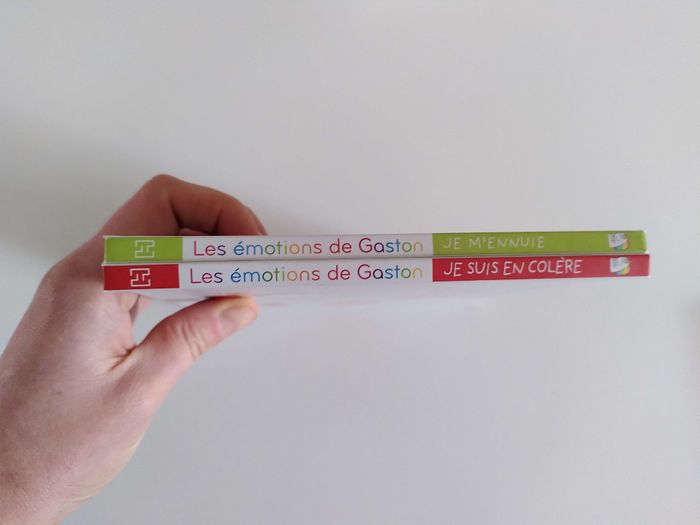 Les émotions de Gaston JE M'ENNUIE
Les émotions de Gaston JE SUIS EN COLÈRE